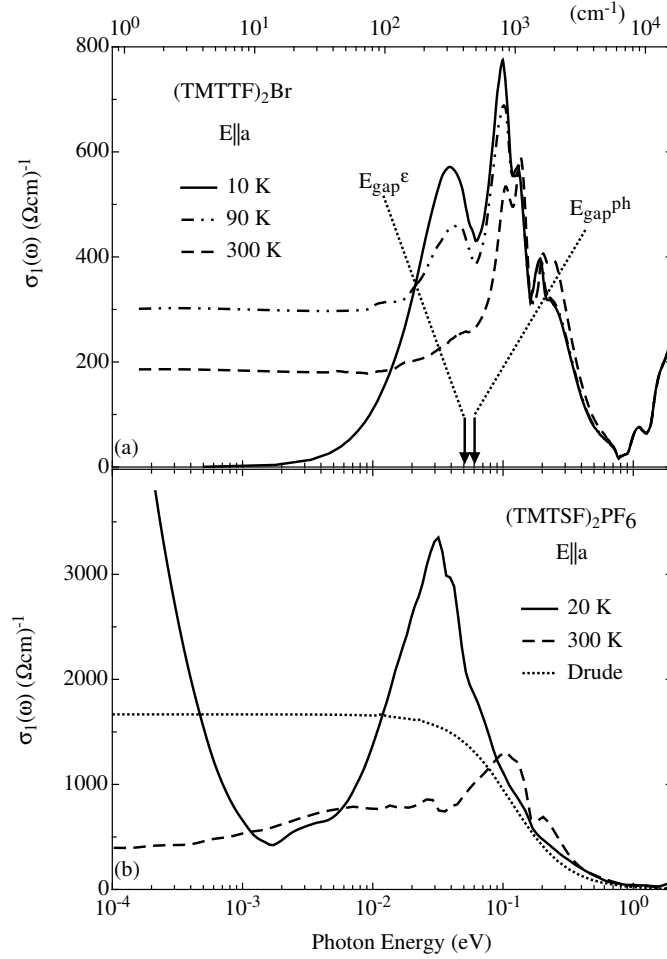 10⁰ 10¹ 10² 10³ (cm⁻¹) 10⁴
800
600
400
200
0
σ₁(ω) (Ωcm)⁻¹
(TMTTF)₂Br
E||a
10 K
90 K
300 K
E_gap^ε
E_gap^ph
(a)
3000
2000
1000
0
σ₁(ω) (Ωcm)⁻¹
(TMTSF)₂PF₆
E||a
20 K
300 K
Drude
(b)
10⁻⁴ 10⁻³ 10⁻² 10⁻¹ 10⁰
Photon Energy (eV)